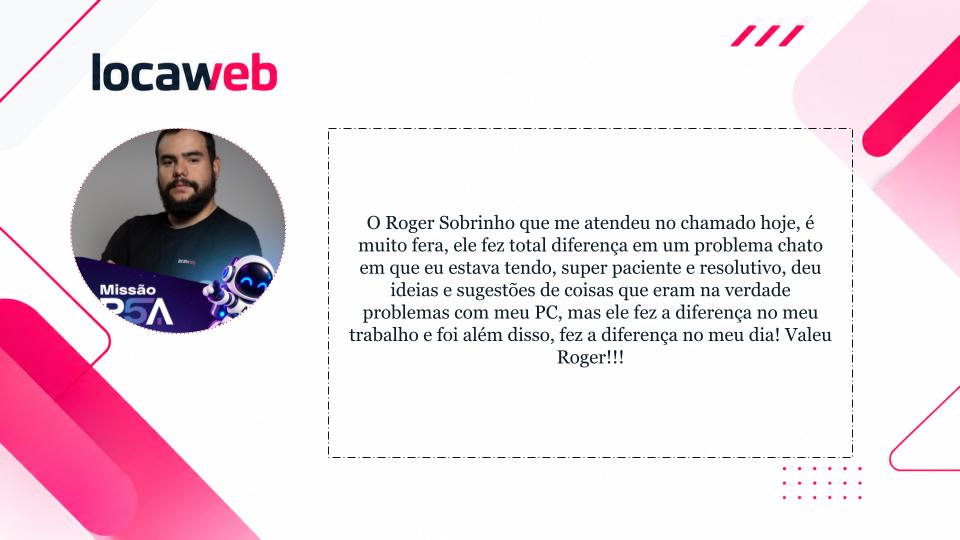 locaweb
Missão
R5A
O Roger Sobrinho que me atendeu no chamado hoje, é
muito fera, ele fez total diferença em um problema chato
em que eu estava tendo, super paciente e resolutivo, deu
ideias e sugestões de coisas que eram na verdade
problemas com meu PC, mas ele fez a diferença no meu
trabalho e foi além disso, fez a diferença no meu dia! Valeu
Roger!!!